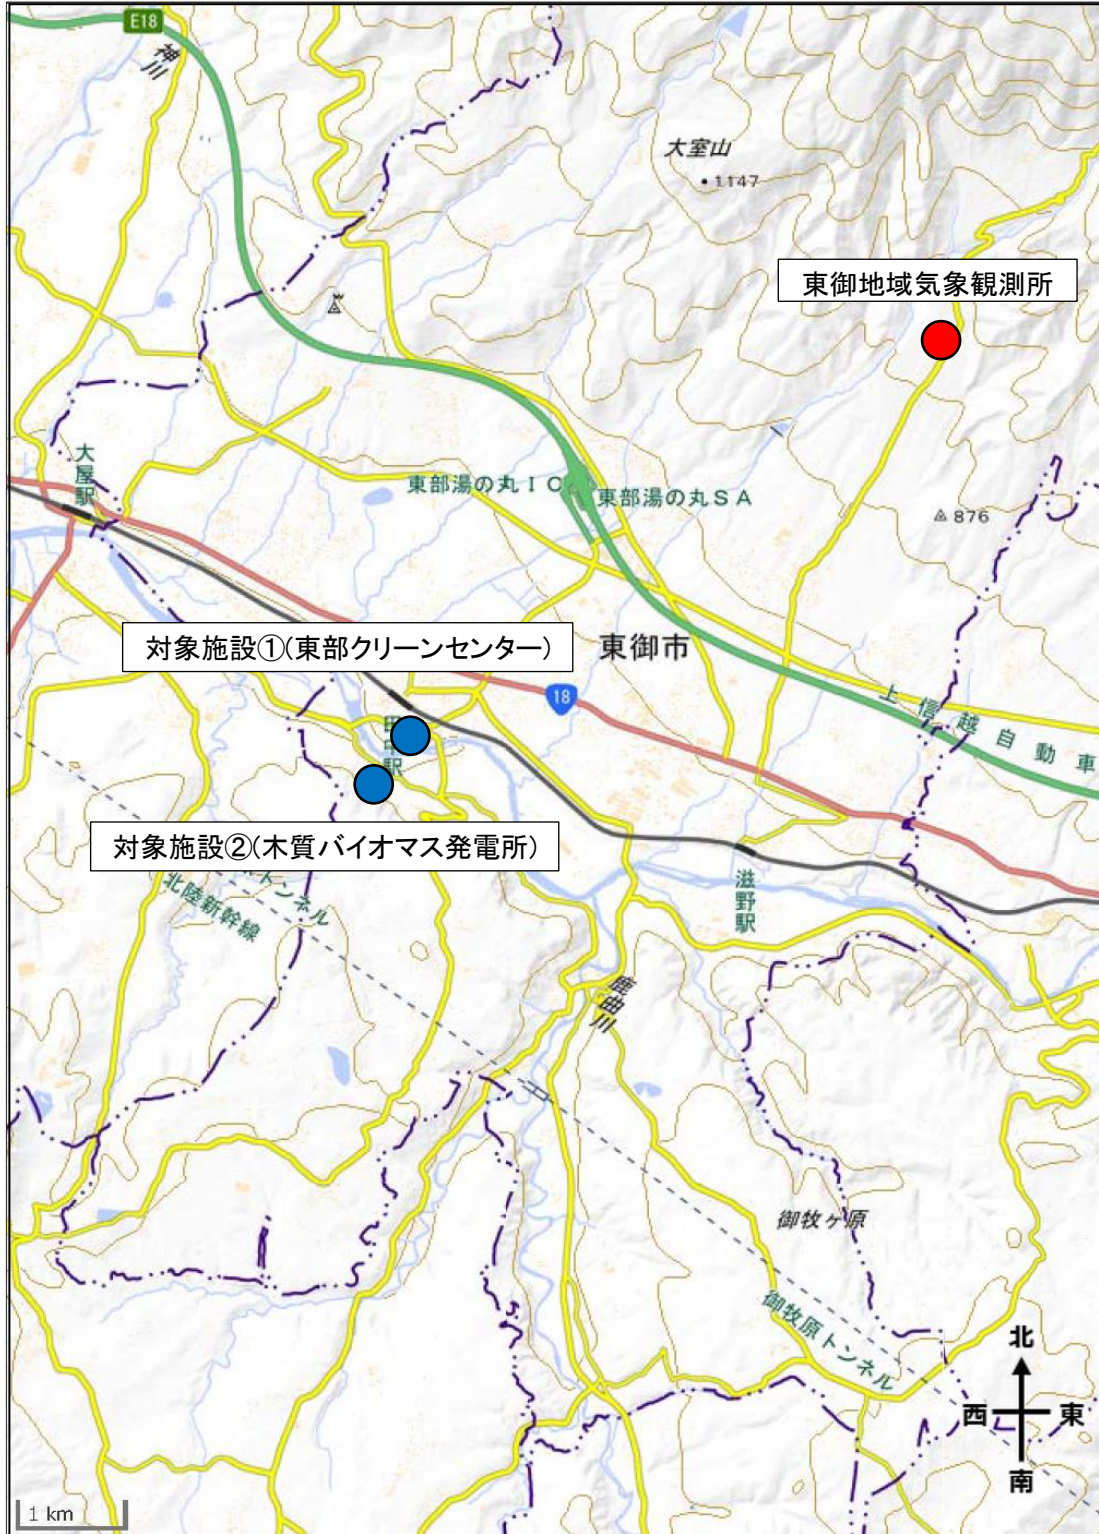 E18
神川
大室山
1147
東御地域気象観測所
大屋駅
東部湯の丸IC
東部湯の丸SA
876
対象施設①(東部クリーンセンター)
東御市
18
上信越自動車
田中駅
対象施設②(木質バイオマス発電所)
トンネル
北陸新幹線
滋野駅
鹿曲川
御牧ヶ原
御牧原トンネル
北
西
東
南
1 km